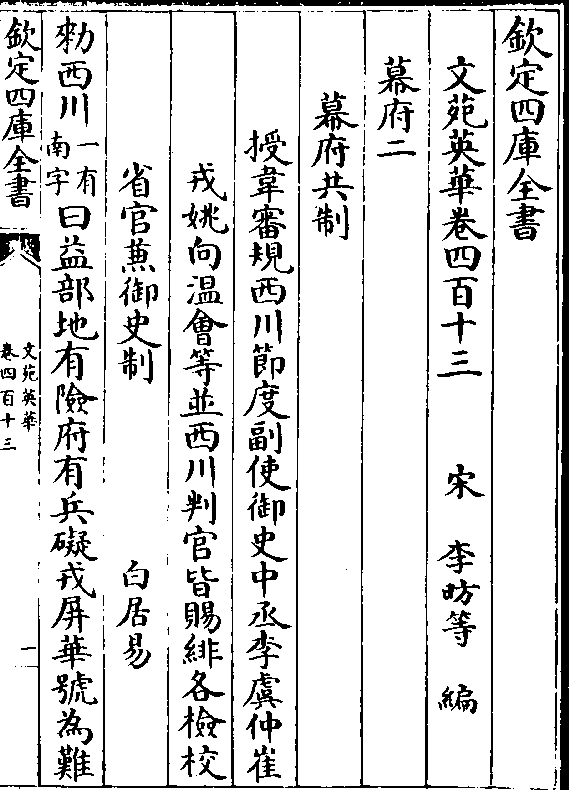 欽定四庫全書
文苑英華卷四百十三　宋　李昉等　編
幕府二
幕府共制
授韋審規西川節度副使御史中丞李虞仲崔
戎姚向溫會等並西川判官皆賜緋各檢校
省官兼御史制　白居易
勑西川一有南字曰益部地有險府有兵礙戎屏華號為難
欽定四庫全書
文苑英華
卷四百十三
一